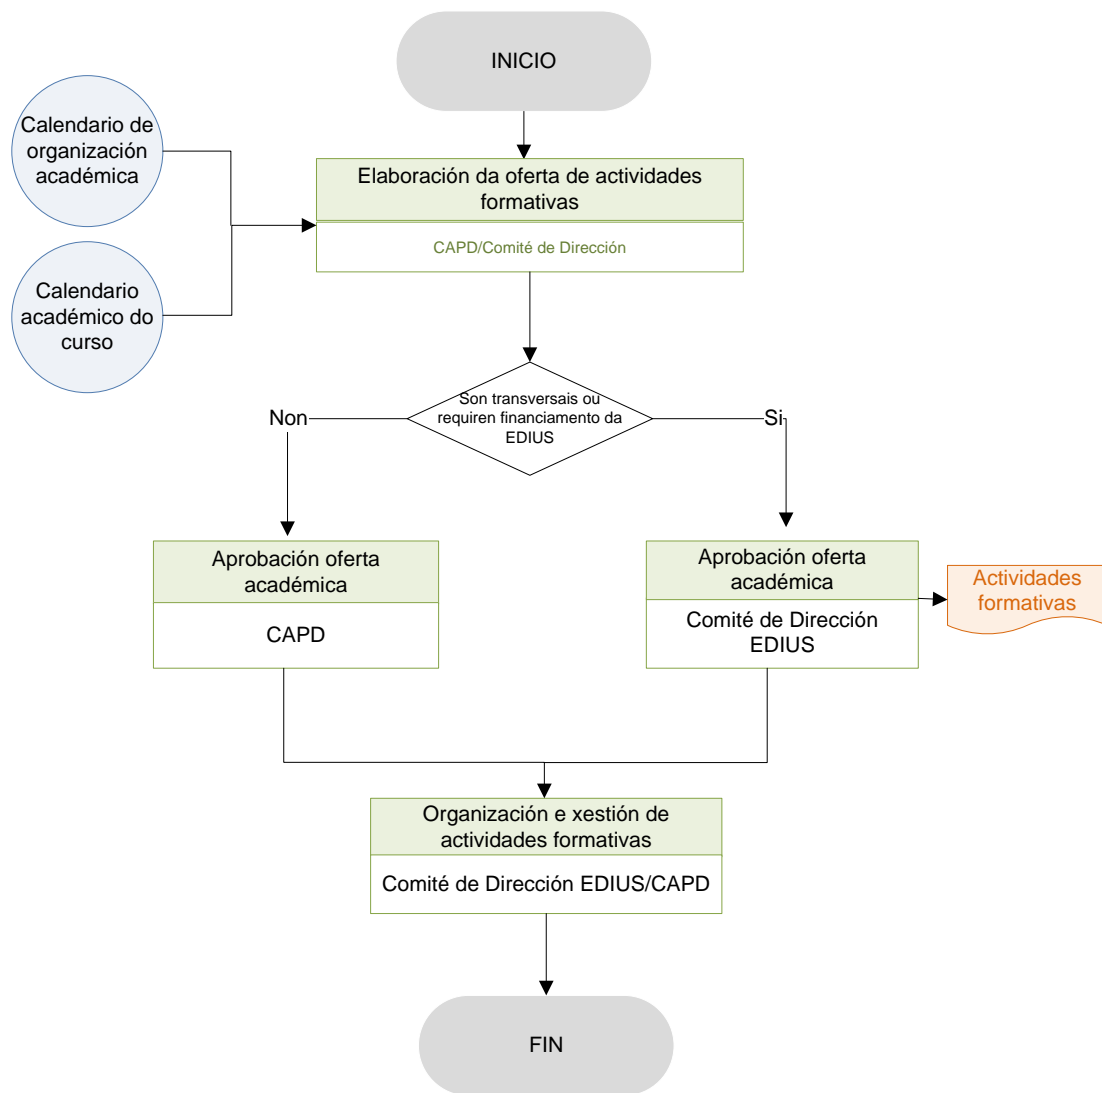 INICIO
Calendario de
organización
académica
Elaboración da oferta de actividades
formativas
CAPD/Comité de Dirección
Calendario
académico do
curso
Son transversais ou
requiren financiamento da
EDIUS
Non
Si
Aprobación oferta
académica
CAPD
Aprobación oferta
académica
Comité de Dirección
EDIUS
Actividades
formativas
Organización e xestión de
actividades formativas
Comité de Dirección EDIUS/CAPD
FIN